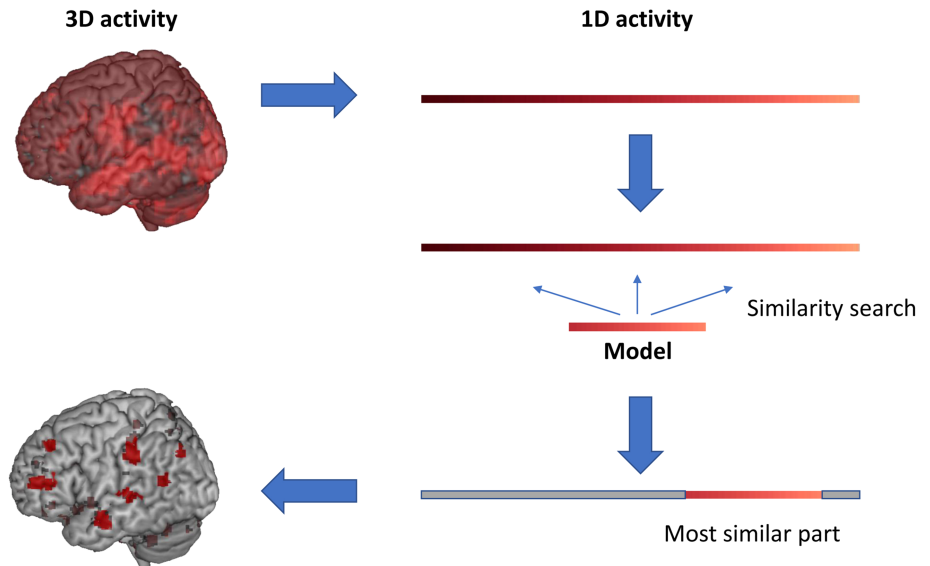 3D activity
1D activity
Similarity search
Model
Most similar part